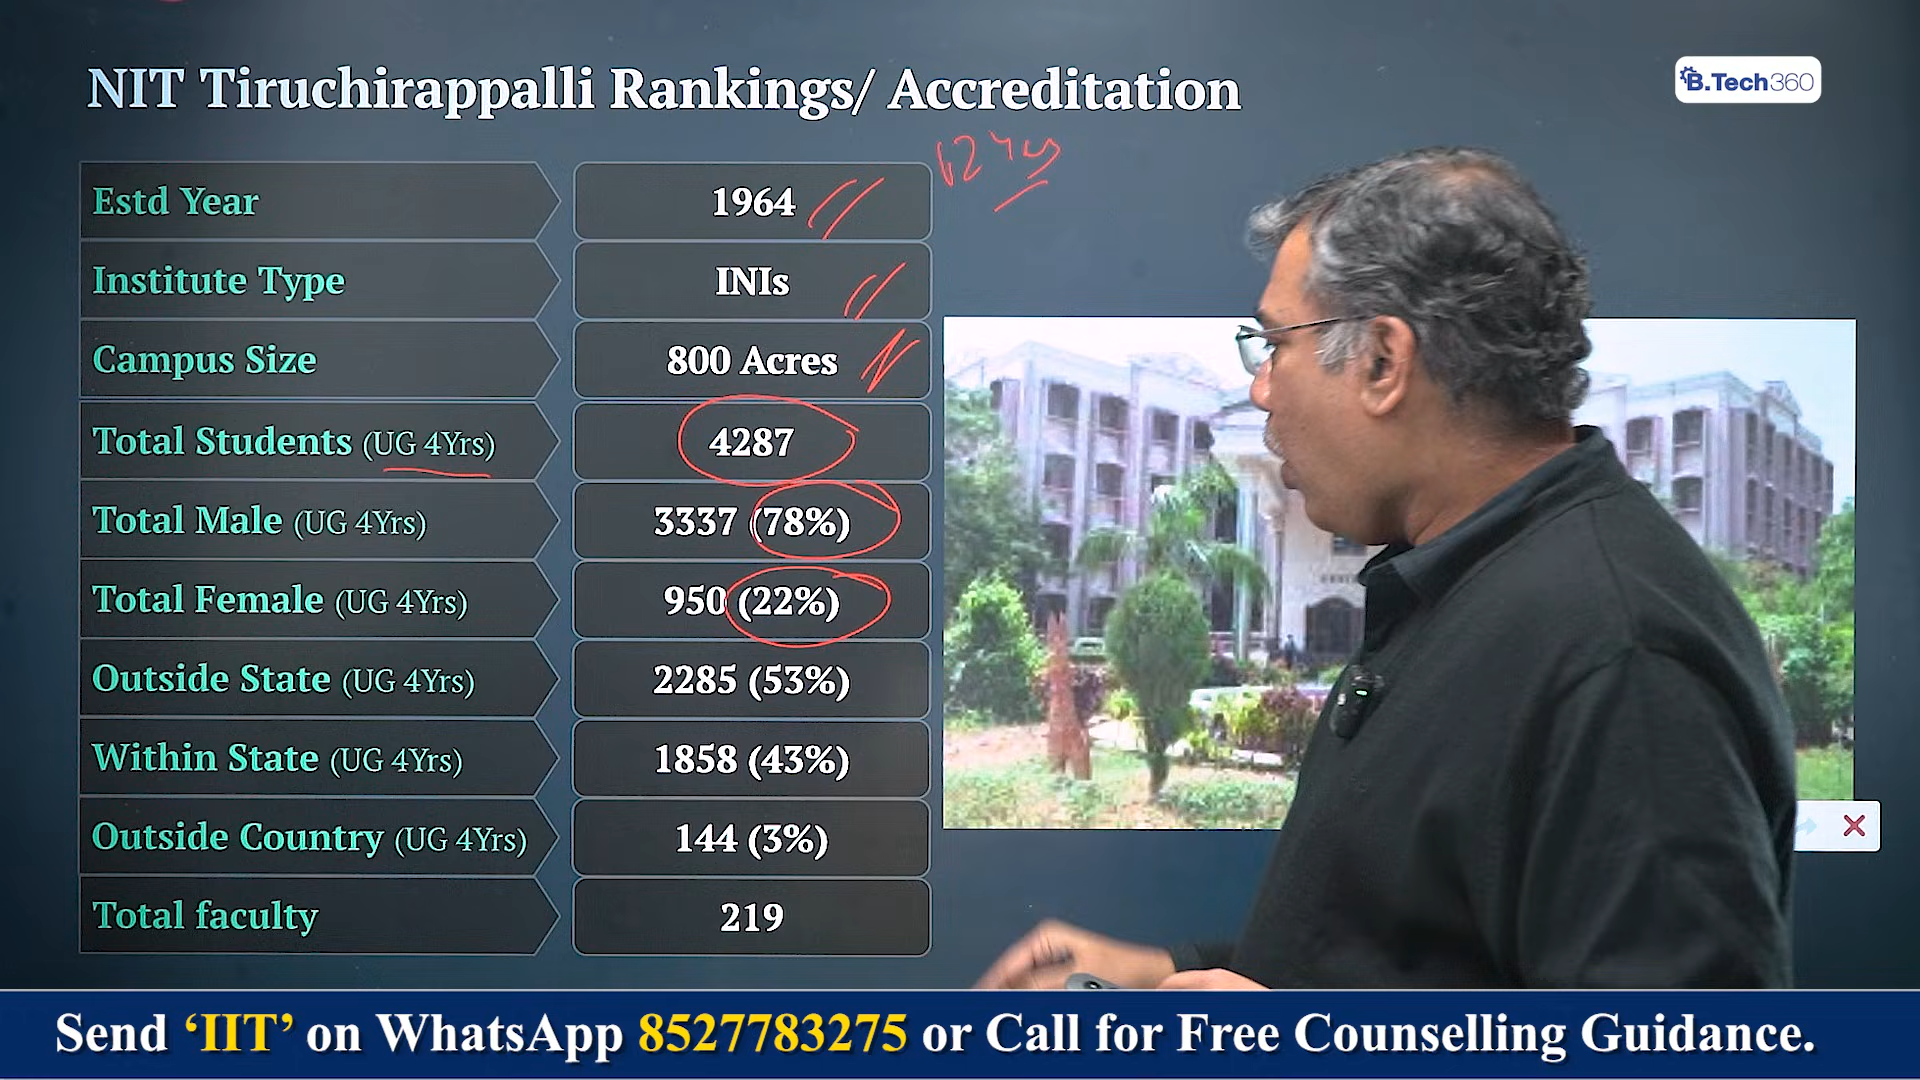 NIT Tiruchirappalli Rankings/ Accreditation
B.Tech360
62 Yrs
Estd Year 1964
Institute Type INIs
Campus Size 800 Acres
Total Students (UG 4Yrs) 4287
Total Male (UG 4Yrs) 3337 (78%)
Total Female (UG 4Yrs) 950 (22%)
Outside State (UG 4Yrs) 2285 (53%)
Within State (UG 4Yrs) 1858 (43%)
Outside Country (UG 4Yrs) 144 (3%)
Total faculty 219
Send ‘IIT’ on WhatsApp 8527783275 or Call for Free Counselling Guidance.